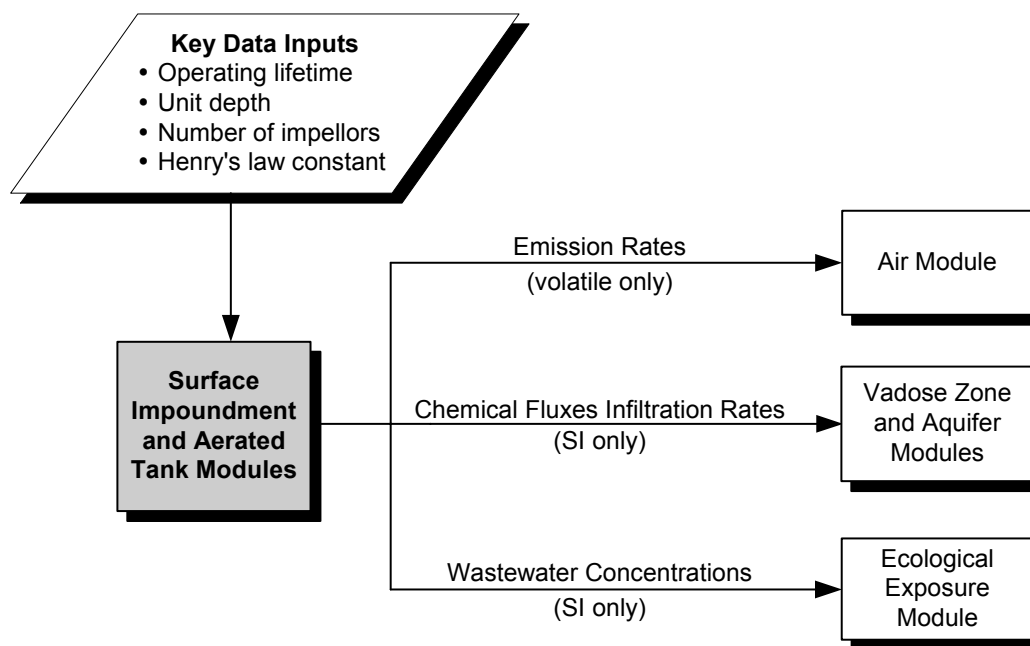 Key Data Inputs
• Operating lifetime
• Unit depth
• Number of impellors
• Henry's law constant
Surface
Impoundment
and Aerated
Tank Modules
Emission Rates
(volatile only)
Air Module
Chemical Fluxes Infiltration Rates
(SI only)
Vadose Zone
and Aquifer
Modules
Wastewater Concentrations
(SI only)
Ecological
Exposure
Module